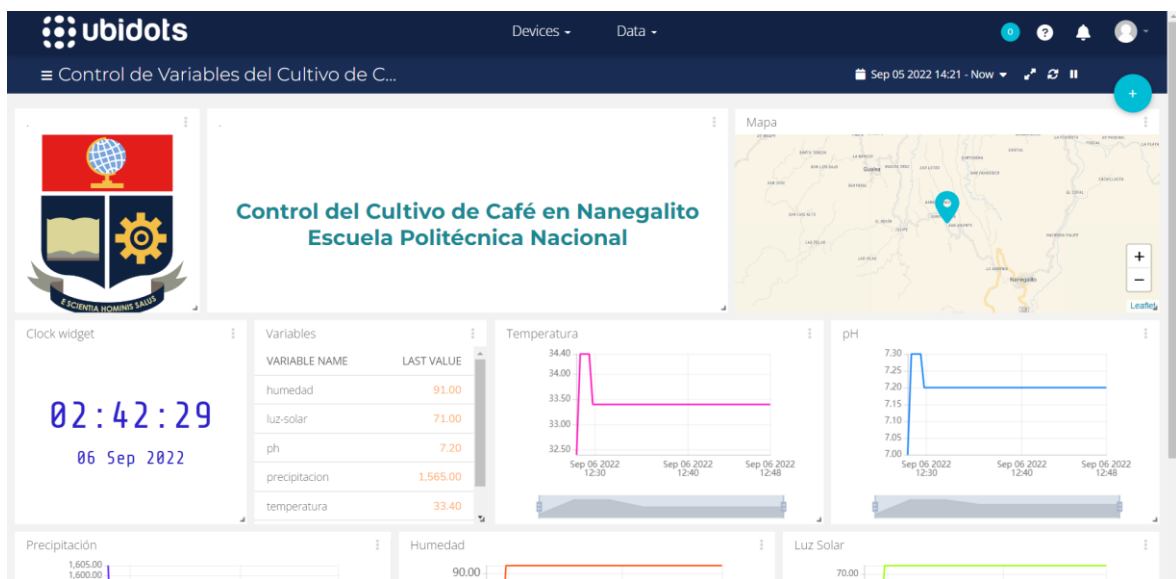 ubidots
Devices
Data
0
?
Control de Variables del Cultivo de C...
Sep 05 2022 14:21 - Now
+
.
E SCIENTIA HOMINIS SALUS
.
Control del Cultivo de Café en Nanegalito
Escuela Politécnica Nacional
Mapa
Gualea
Nanegalito
+
−
Leaflet
Clock widget
02:42:29
06 Sep 2022
Variables
VARIABLE NAME LAST VALUE
humedad 91.00
luz-solar 71.00
ph 7.20
precipitacion 1,565.00
temperatura 33.40
Temperatura
34.40
34.00
33.50
33.00
32.50
Sep 06 2022 Sep 06 2022 Sep 06 2022
12:30 12:40 12:48
pH
7.30
7.25
7.20
7.15
7.10
7.05
7.00
Sep 06 2022 Sep 06 2022 Sep 06 2022
12:30 12:40 12:48
Precipitación
1,605.00
1,600.00
Humedad
90.00
Luz Solar
70.00